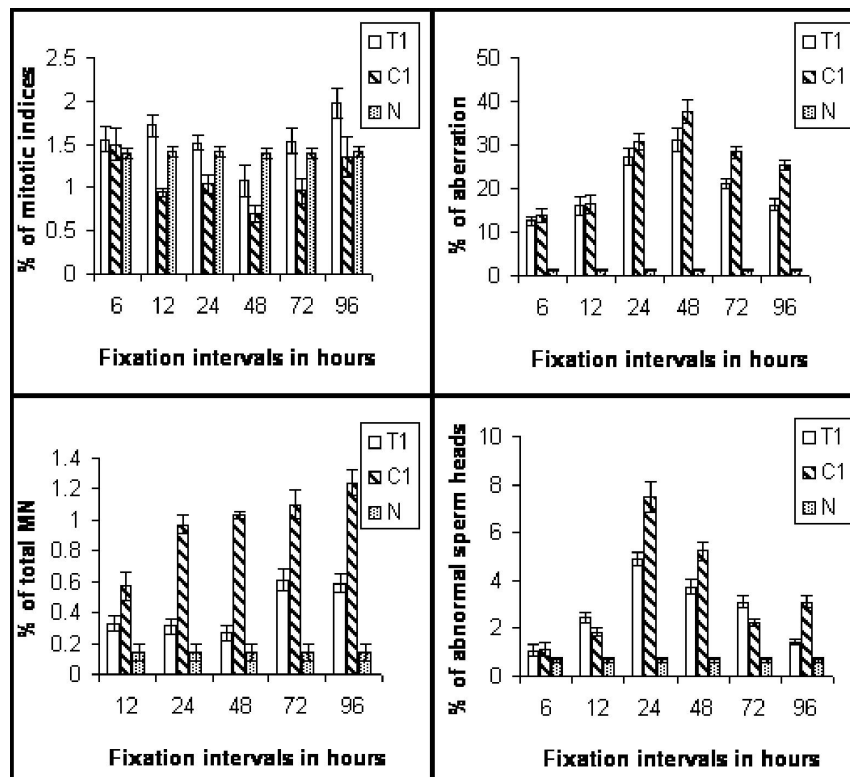 % of mitotic indices
2.5
2
1.5
1
0.5
0
6 12 24 48 72 96
Fixation intervals in hours
T1
C1
N
% of aberration
50
40
30
20
10
0
6 12 24 48 72 96
Fixation intervals in hours
T1
C1
N
% of total MN
1.4
1.2
1
0.8
0.6
0.4
0.2
0
12 24 48 72 96
Fixation intervals in hours
T1
C1
N
% of abnormal sperm heads
10
8
6
4
2
0
6 12 24 48 72 96
Fixation intervals in hours
T1
C1
N